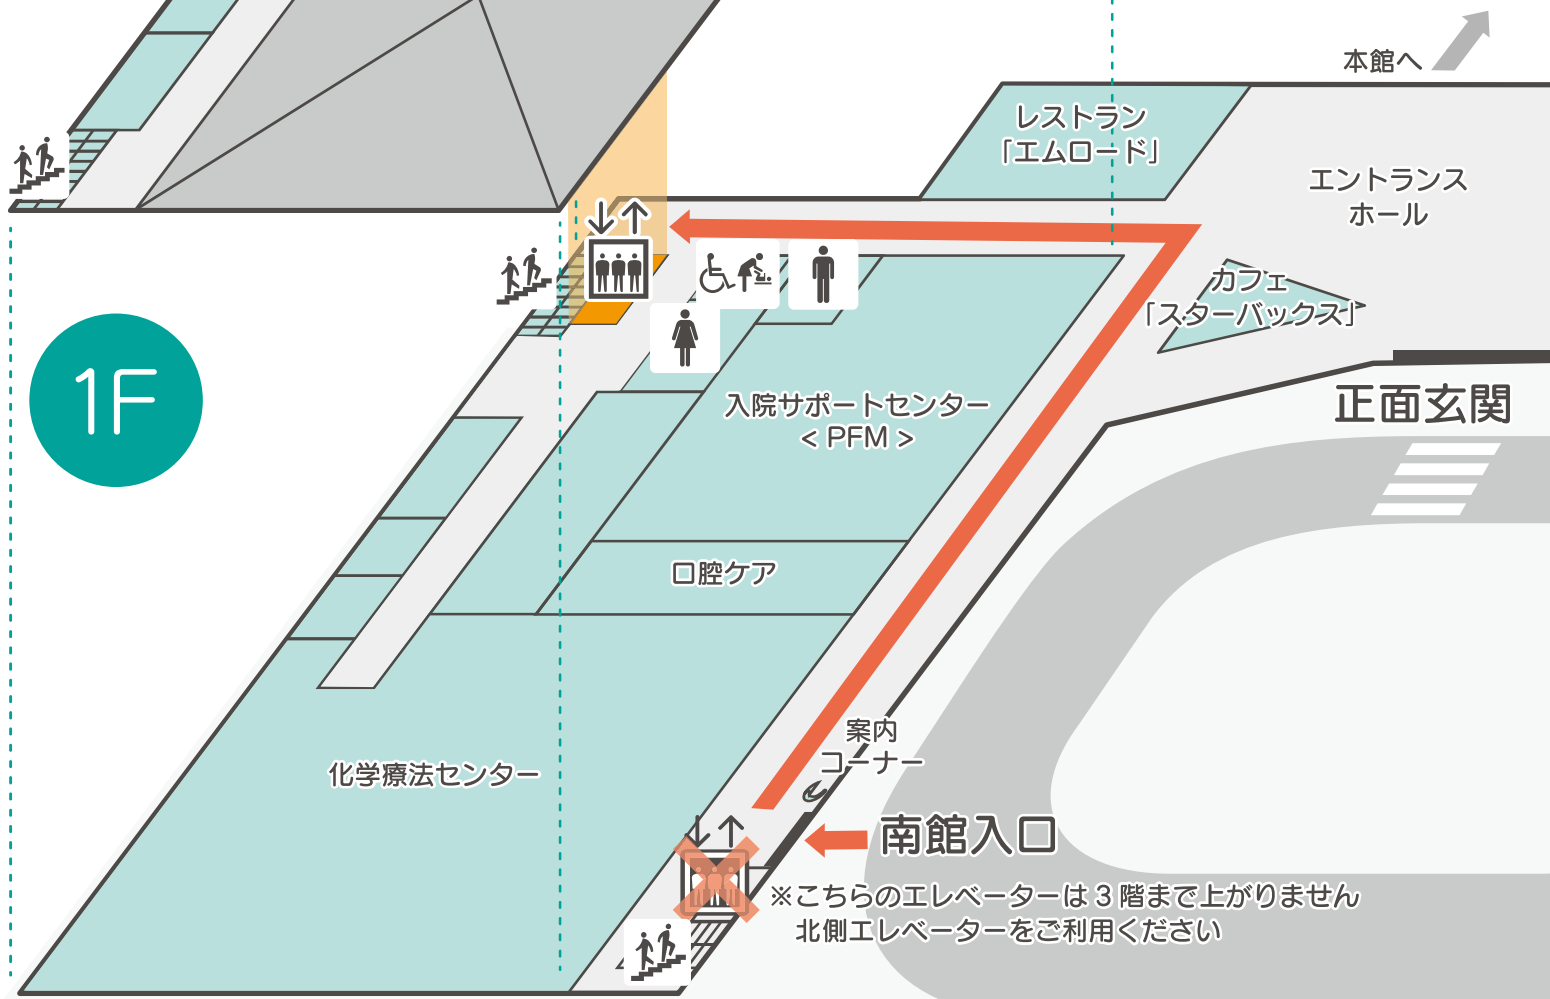 本館へ
レストラン
「エムロード」
エントランス
ホール
カフェ
「スターバックス」
1F
正面玄関
入院サポートセンター
< PFM >
口腔ケア
案内
コーナー
化学療法センター
南館入口
※こちらのエレベーターは3階まで上がりません
北側エレベーターをご利用ください